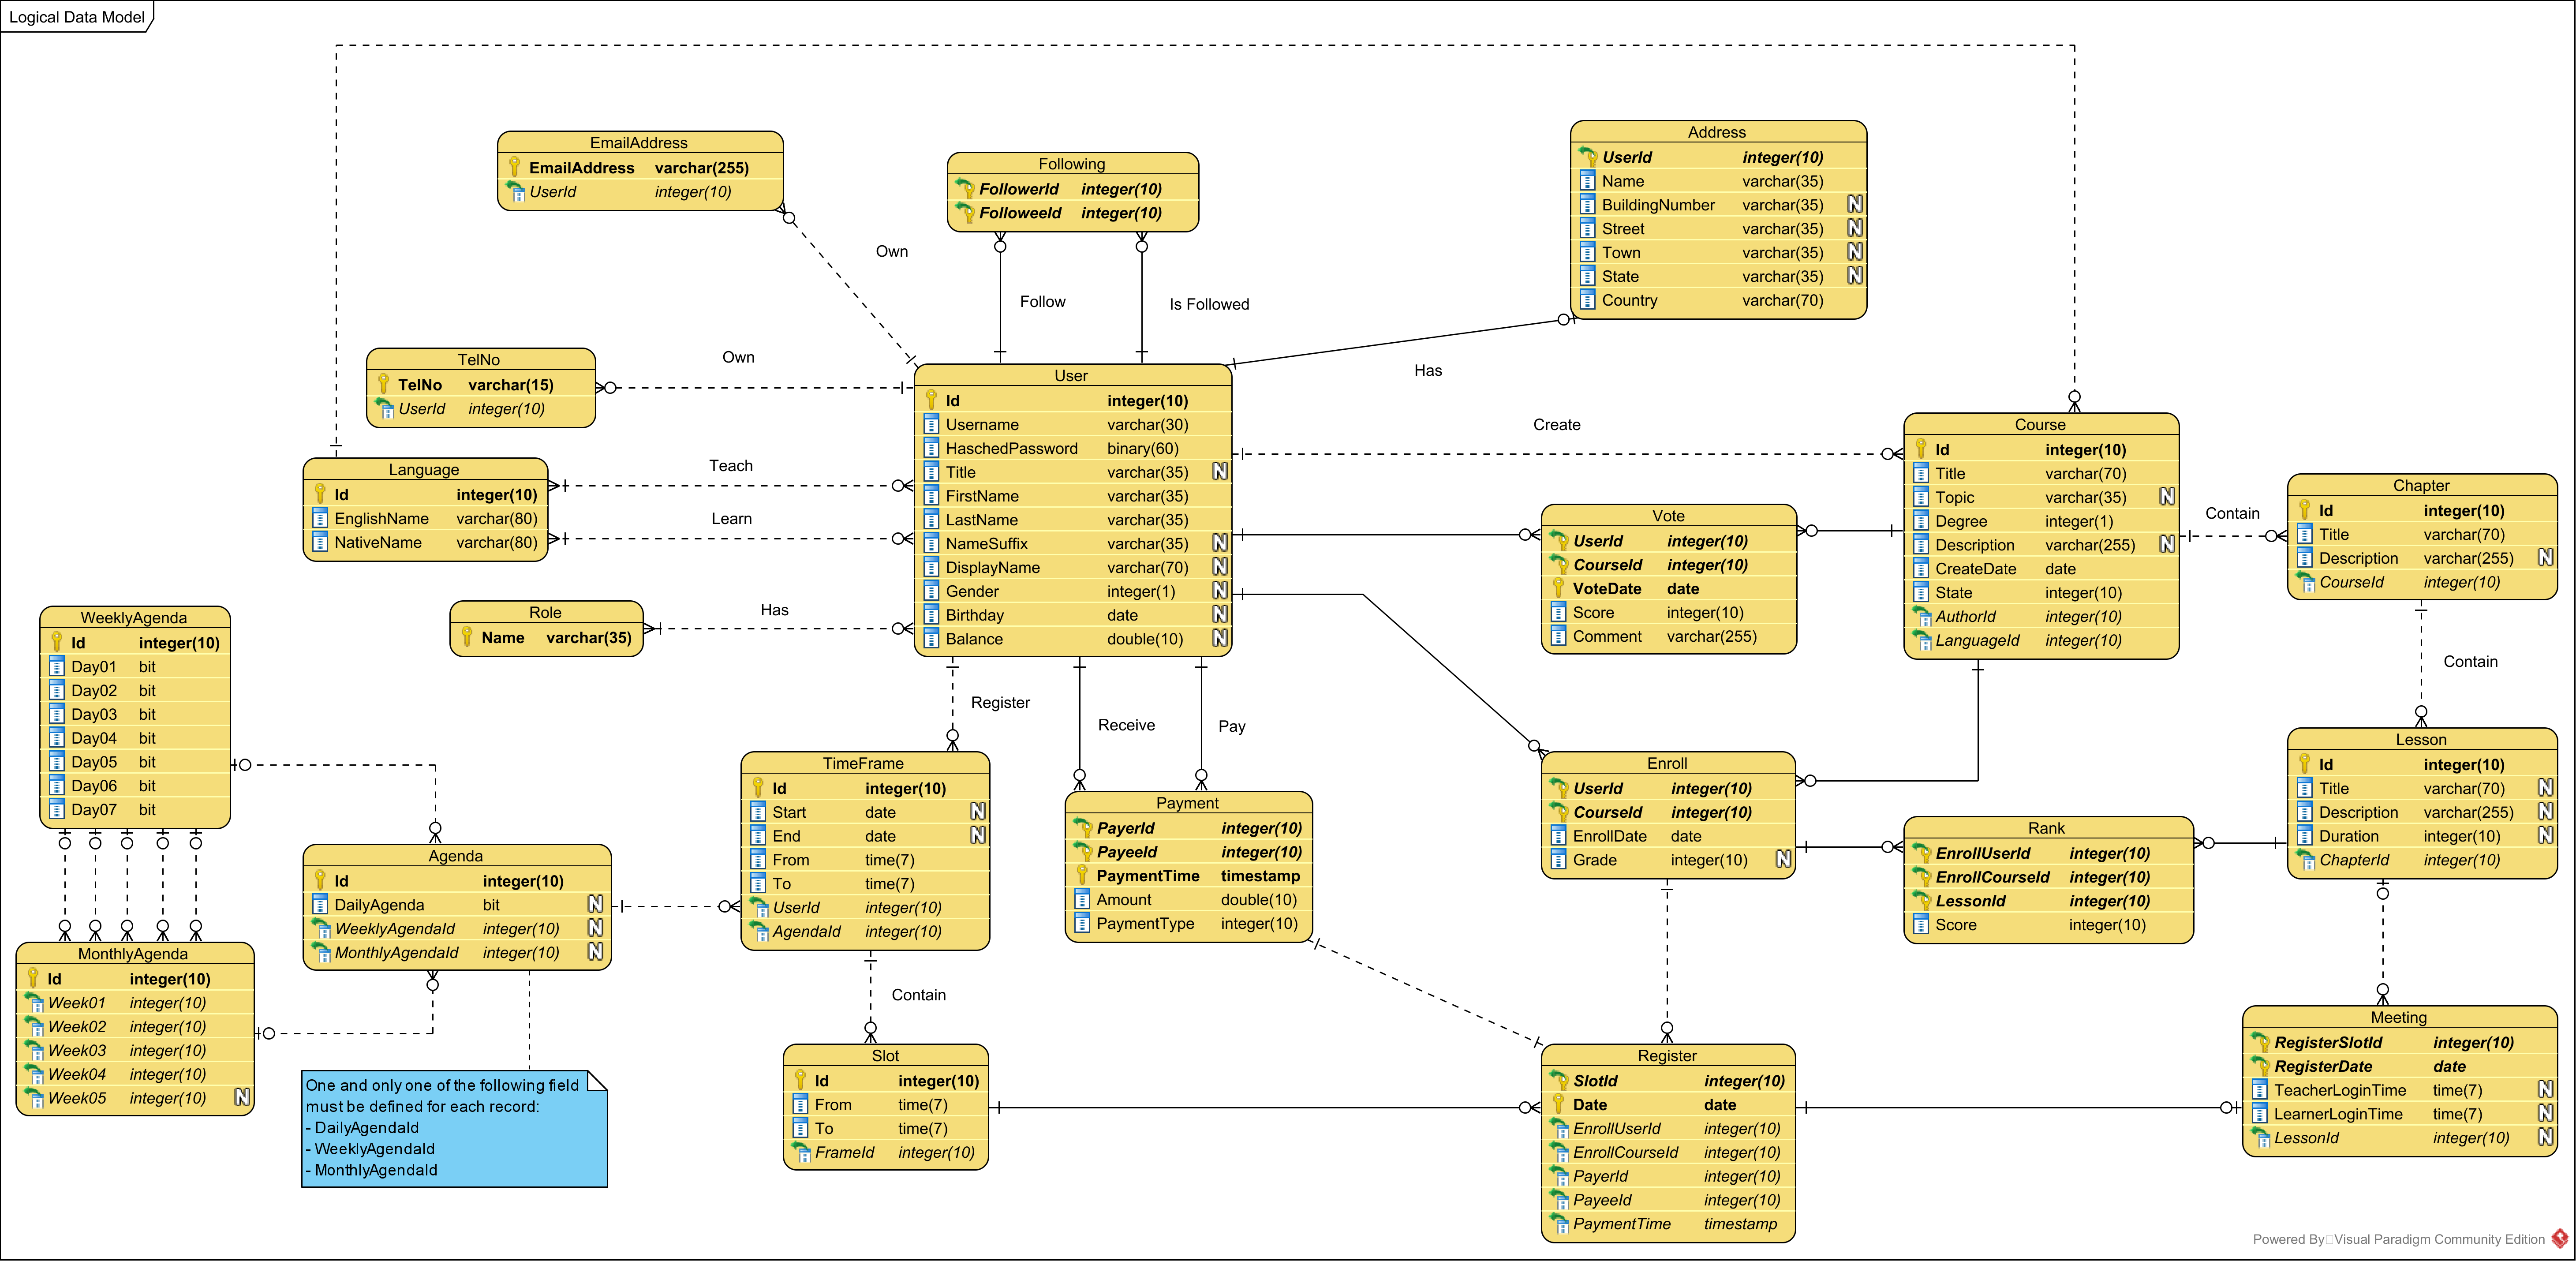 Logical Data Model
EmailAddress
EmailAddress varchar(255)
UserId integer(10)
Following
FollowerId integer(10)
FolloweeId integer(10)
Address
UserId integer(10)
Name varchar(35)
BuildingNumber varchar(35) N
Street varchar(35) N
Town varchar(35) N
State varchar(35) N
Country varchar(70)
Own
Follow
Is Followed
Has
TelNo
TelNo varchar(15)
UserId integer(10)
Own
User
Id integer(10)
Username varchar(30)
HaschedPassword binary(60)
Title varchar(35) N
FirstName varchar(35)
LastName varchar(35)
NameSuffix varchar(35) N
DisplayName varchar(70) N
Gender integer(1) N
Birthday date N
Balance double(10) N
Create
Course
Id integer(10)
Title varchar(70)
Topic varchar(35) N
Degree integer(1)
Description varchar(255) N
CreateDate date
State integer(10)
AuthorId integer(10)
LanguageId integer(10)
Language
Id integer(10)
EnglishName varchar(80)
NativeName varchar(80)
Teach
Learn
Vote
UserId integer(10)
CourseId integer(10)
VoteDate date
Score integer(10)
Comment varchar(255)
Contain
Chapter
Id integer(10)
Title varchar(70)
Description varchar(255) N
CourseId integer(10)
Role
Name varchar(35)
Has
WeeklyAgenda
Id integer(10)
Day01 bit
Day02 bit
Day03 bit
Day04 bit
Day05 bit
Day06 bit
Day07 bit
Register
Receive
Pay
Contain
TimeFrame
Id integer(10)
Start date N
End date N
From time(7)
To time(7)
UserId integer(10)
AgendaId integer(10)
Payment
PayerId integer(10)
PayeeId integer(10)
PaymentTime timestamp
Amount double(10)
PaymentType integer(10)
Enroll
UserId integer(10)
CourseId integer(10)
EnrollDate date
Grade integer(10) N
Rank
EnrollUserId integer(10)
EnrollCourseId integer(10)
LessonId integer(10)
Score integer(10)
Lesson
Id integer(10)
Title varchar(70) N
Description varchar(255) N
Duration integer(10) N
ChapterId integer(10)
Agenda
Id integer(10)
DailyAgenda bit N
WeeklyAgendaId integer(10) N
MonthlyAgendaId integer(10) N
MonthlyAgenda
Id integer(10)
Week01 integer(10)
Week02 integer(10)
Week03 integer(10)
Week04 integer(10)
Week05 integer(10) N
One and only one of the following field
must be defined for each record:
- DailyAgendaId
- WeeklyAgendaId
- MonthlyAgendaId
Contain
Slot
Id integer(10)
From time(7)
To time(7)
FrameId integer(10)
Register
SlotId integer(10)
Date date
EnrollUserId integer(10)
EnrollCourseId integer(10)
PayerId integer(10)
PayeeId integer(10)
PaymentTime timestamp
Meeting
RegisterSlotId integer(10)
RegisterDate date
TeacherLoginTime time(7) N
LearnerLoginTime time(7) N
LessonId integer(10) N
Powered By Visual Paradigm Community Edition